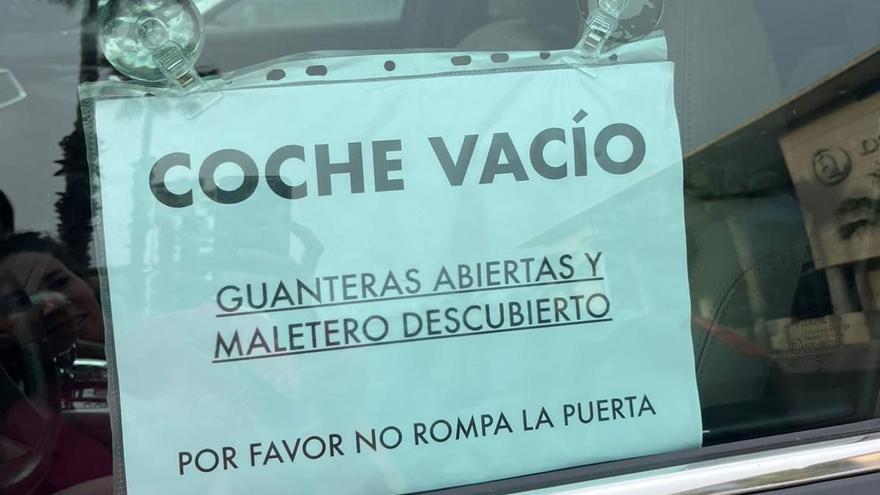 COCHE VACÍO
GUANTERAS ABIERTAS Y
MALETERO DESCUBIERTO
POR FAVOR NO ROMPA LA PUERTA